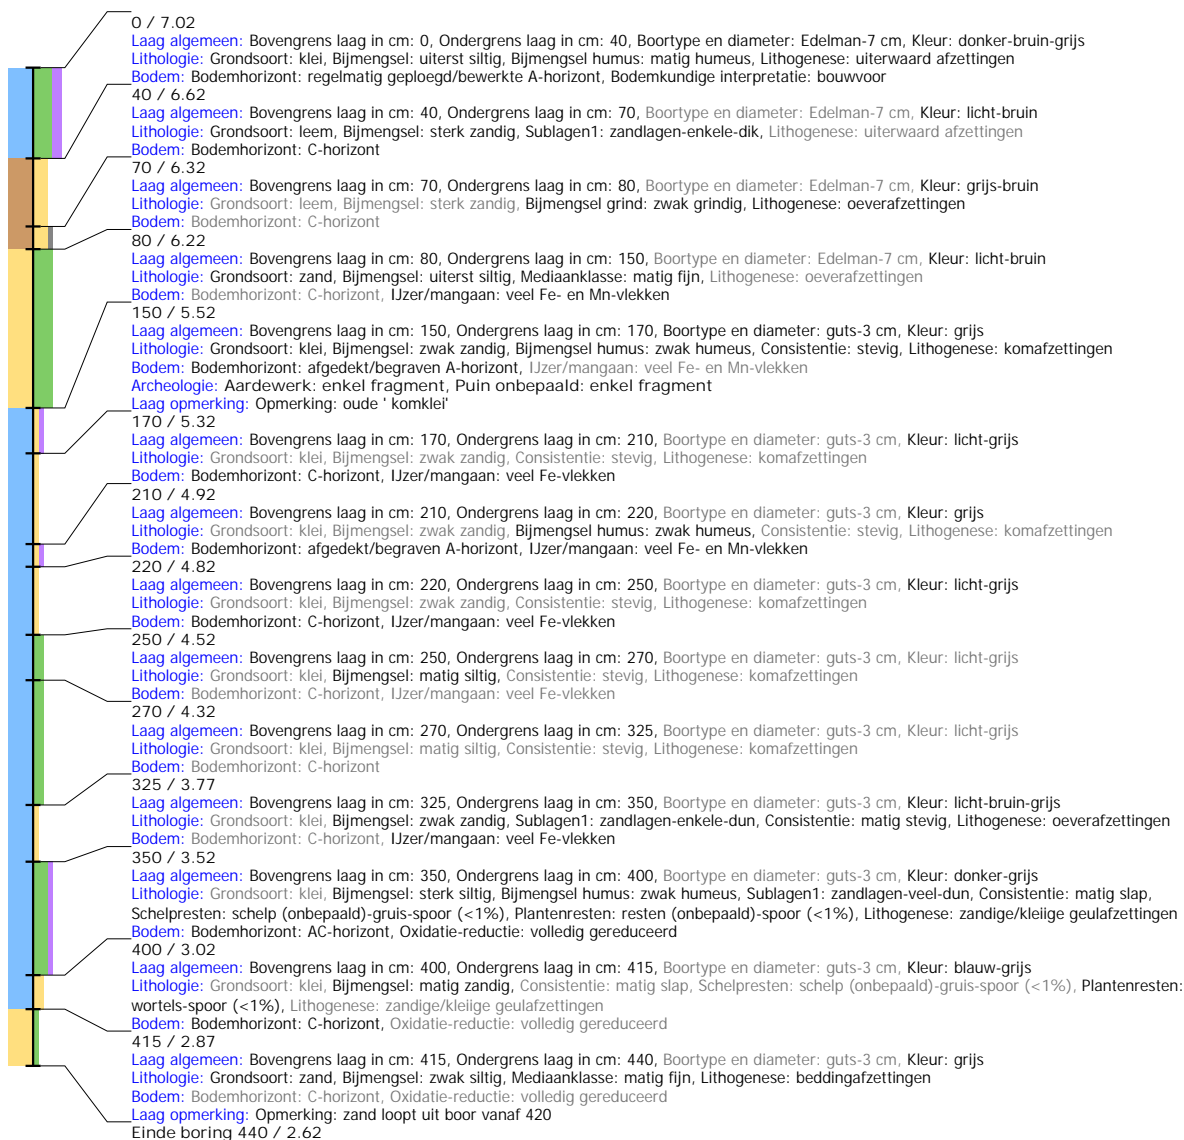 0 / 7.02
Laag algemeen: Bovengrens laag in cm: 0, Ondergrens laag in cm: 40, Boortype en diameter: Edelman-7 cm, Kleur: donker-bruin-grijs
Lithologie: Grondsoort: klei, Bijmengsel: uiterst siltig, Bijmengsel humus: matig humeus, Lithogenese: uiterwaard afzettingen
Bodem: Bodemhorizont: regelmatig geploegd/bewerkte A-horizont, Bodemkundige interpretatie: bouwvoor
40 / 6.62
Laag algemeen: Bovengrens laag in cm: 40, Ondergrens laag in cm: 70, Boortype en diameter: Edelman-7 cm, Kleur: licht-bruin
Lithologie: Grondsoort: leem, Bijmengsel: sterk zandig, Sublagen1: zandlagen-enkele-dik, Lithogenese: uiterwaard afzettingen
Bodem: Bodemhorizont: C-horizont
70 / 6.32
Laag algemeen: Bovengrens laag in cm: 70, Ondergrens laag in cm: 80, Boortype en diameter: Edelman-7 cm, Kleur: grijs-bruin
Lithologie: Grondsoort: leem, Bijmengsel: sterk zandig, Bijmengsel grind: zwak grindig, Lithogenese: oeverafzettingen
Bodem: Bodemhorizont: C-horizont
80 / 6.22
Laag algemeen: Bovengrens laag in cm: 80, Ondergrens laag in cm: 150, Boortype en diameter: Edelman-7 cm, Kleur: licht-bruin
Lithologie: Grondsoort: zand, Bijmengsel: uiterst siltig, Mediaanklasse: matig fijn, Lithogenese: oeverafzettingen
Bodem: Bodemhorizont: C-horizont, IJzer/mangaan: veel Fe- en Mn-vlekken
150 / 5.52
Laag algemeen: Bovengrens laag in cm: 150, Ondergrens laag in cm: 170, Boortype en diameter: guts-3 cm, Kleur: grijs
Lithologie: Grondsoort: klei, Bijmengsel: zwak zandig, Bijmengsel humus: zwak humeus, Consistentie: stevig, Lithogenese: komafzettingen
Bodem: Bodemhorizont: afgedekt/begraven A-horizont, IJzer/mangaan: veel Fe- en Mn-vlekken
Archeologie: Aardewerk: enkel fragment, Puin onbepaald: enkel fragment
Laag opmerking: Opmerking: oude ' komklei'
170 / 5.32
Laag algemeen: Bovengrens laag in cm: 170, Ondergrens laag in cm: 210, Boortype en diameter: guts-3 cm, Kleur: licht-grijs
Lithologie: Grondsoort: klei, Bijmengsel: zwak zandig, Consistentie: stevig, Lithogenese: komafzettingen
Bodem: Bodemhorizont: C-horizont, IJzer/mangaan: veel Fe-vlekken
210 / 4.92
Laag algemeen: Bovengrens laag in cm: 210, Ondergrens laag in cm: 220, Boortype en diameter: guts-3 cm, Kleur: grijs
Lithologie: Grondsoort: klei, Bijmengsel: zwak zandig, Bijmengsel humus: zwak humeus, Consistentie: stevig, Lithogenese: komafzettingen
Bodem: Bodemhorizont: afgedekt/begraven A-horizont, IJzer/mangaan: veel Fe- en Mn-vlekken
220 / 4.82
Laag algemeen: Bovengrens laag in cm: 220, Ondergrens laag in cm: 250, Boortype en diameter: guts-3 cm, Kleur: licht-grijs
Lithologie: Grondsoort: klei, Bijmengsel: zwak zandig, Consistentie: stevig, Lithogenese: komafzettingen
Bodem: Bodemhorizont: C-horizont, IJzer/mangaan: veel Fe-vlekken
250 / 4.52
Laag algemeen: Bovengrens laag in cm: 250, Ondergrens laag in cm: 270, Boortype en diameter: guts-3 cm, Kleur: licht-grijs
Lithologie: Grondsoort: klei, Bijmengsel: matig siltig, Consistentie: stevig, Lithogenese: komafzettingen
Bodem: Bodemhorizont: C-horizont, IJzer/mangaan: veel Fe-vlekken
270 / 4.32
Laag algemeen: Bovengrens laag in cm: 270, Ondergrens laag in cm: 325, Boortype en diameter: guts-3 cm, Kleur: licht-grijs
Lithologie: Grondsoort: klei, Bijmengsel: matig siltig, Consistentie: stevig, Lithogenese: komafzettingen
Bodem: Bodemhorizont: C-horizont
325 / 3.77
Laag algemeen: Bovengrens laag in cm: 325, Ondergrens laag in cm: 350, Boortype en diameter: guts-3 cm, Kleur: licht-bruin-grijs
Lithologie: Grondsoort: klei, Bijmengsel: zwak zandig, Sublagen1: zandlagen-enkele-dun, Consistentie: matig stevig, Lithogenese: oeverafzettingen
Bodem: Bodemhorizont: C-horizont, IJzer/mangaan: veel Fe-vlekken
350 / 3.52
Laag algemeen: Bovengrens laag in cm: 350, Ondergrens laag in cm: 400, Boortype en diameter: guts-3 cm, Kleur: donker-grijs
Lithologie: Grondsoort: klei, Bijmengsel: sterk siltig, Bijmengsel humus: zwak humeus, Sublagen1: zandlagen-veel-dun, Consistentie: matig slap,
Schelpresten: schelp (onbepaald)-gruis-spoor (<1%), Plantenresten: resten (onbepaald)-spoor (<1%), Lithogenese: zandige/kleiige geulafzettingen
Bodem: Bodemhorizont: AC-horizont, Oxidatie-reductie: volledig gereduceerd
400 / 3.02
Laag algemeen: Bovengrens laag in cm: 400, Ondergrens laag in cm: 415, Boortype en diameter: guts-3 cm, Kleur: blauw-grijs
Lithologie: Grondsoort: klei, Bijmengsel: matig zandig, Consistentie: matig slap, Schelpresten: schelp (onbepaald)-gruis-spoor (<1%), Plantenresten:
wortels-spoor (<1%), Lithogenese: zandige/kleiige geulafzettingen
Bodem: Bodemhorizont: C-horizont, Oxidatie-reductie: volledig gereduceerd
415 / 2.87
Laag algemeen: Bovengrens laag in cm: 415, Ondergrens laag in cm: 440, Boortype en diameter: guts-3 cm, Kleur: grijs
Lithologie: Grondsoort: zand, Bijmengsel: zwak siltig, Mediaanklasse: matig fijn, Lithogenese: beddingafzettingen
Bodem: Bodemhorizont: C-horizont, Oxidatie-reductie: volledig gereduceerd
Laag opmerking: Opmerking: zand loopt uit boor vanaf 420
Einde boring 440 / 2.62